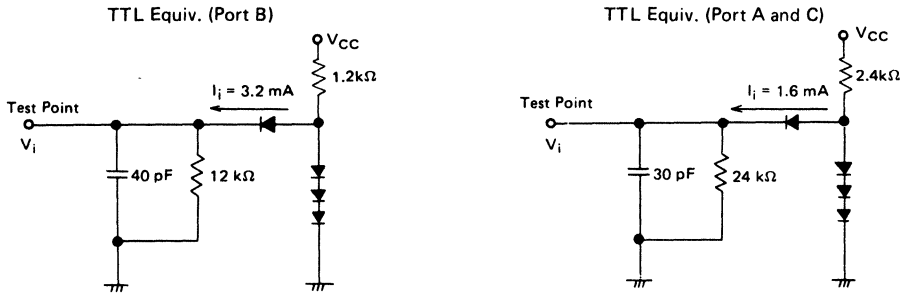 TTL Equiv. (Port B)
VCC
1.2kΩ
Ii = 3.2 mA
Test Point
Vi
40 pF
12 kΩ
TTL Equiv. (Port A and C)
VCC
2.4kΩ
Ii = 1.6 mA
Test Point
Vi
30 pF
24 kΩ